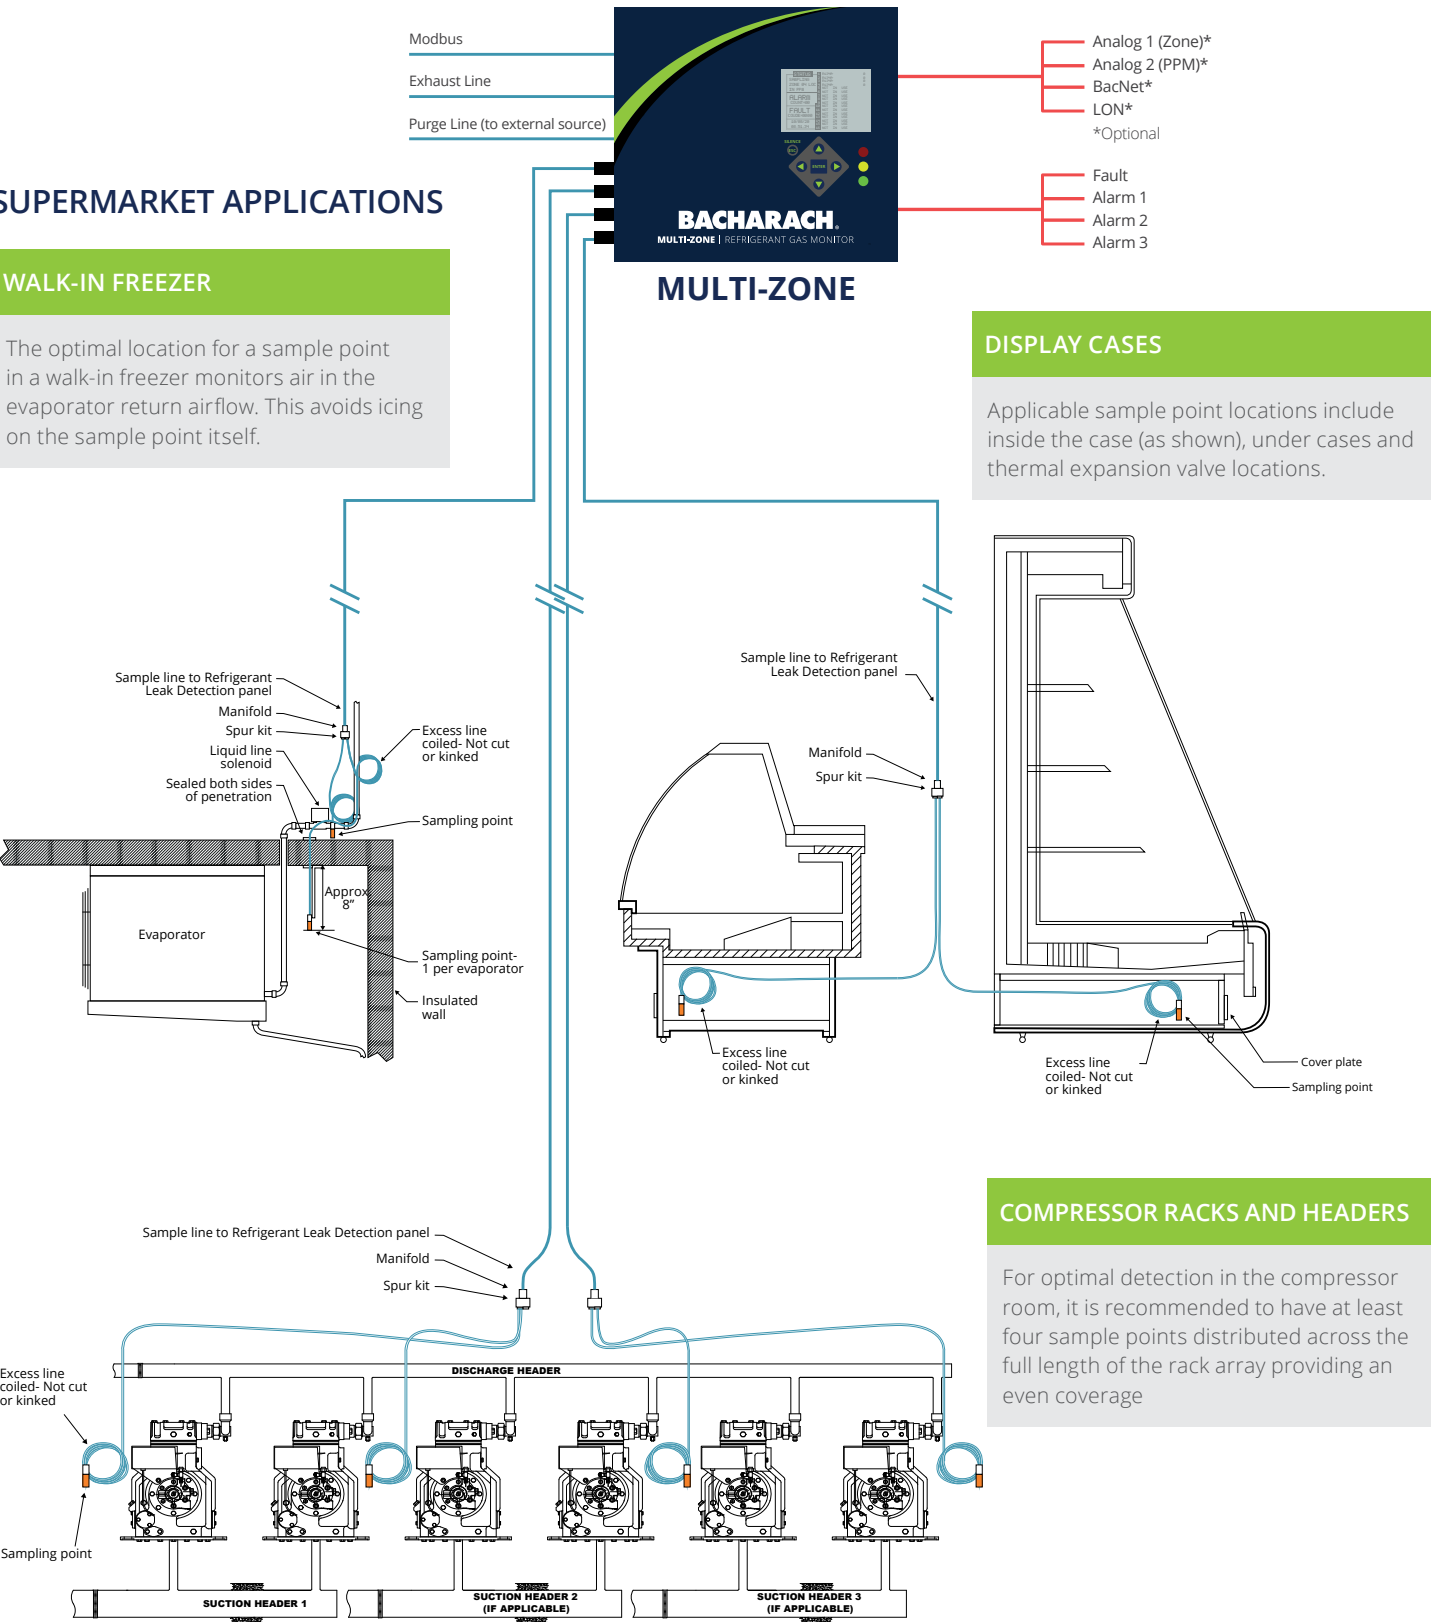 Modbus
Exhaust Line
Purge Line (to external source)
Analog 1 (Zone)*
Analog 2 (PPM)*
BacNet*
LON*
*Optional
Fault
Alarm 1
Alarm 2
Alarm 3
ALARM
FAULT
SILENCE
ESC
ENTER
BACHARACH.
MULTI-ZONE | REFRIGERANT GAS MONITOR
MULTI-ZONE
SUPERMARKET APPLICATIONS
WALK-IN FREEZER
The optimal location for a sample point
in a walk-in freezer monitors air in the
evaporator return airflow. This avoids icing
on the sample point itself.
DISPLAY CASES
Applicable sample point locations include
inside the case (as shown), under cases and
thermal expansion valve locations.
Sample line to Refrigerant
Leak Detection panel
Manifold
Spur kit
Liquid line
solenoid
Sealed both sides
of penetration
Excess line
coiled- Not cut
or kinked
Sampling point
Approx
8”
Evaporator
Sampling point-
1 per evaporator
Insulated
wall
Sample line to Refrigerant
Leak Detection panel
Manifold
Spur kit
Excess line
coiled- Not cut
or kinked
Excess line
coiled- Not cut
or kinked
Cover plate
Sampling point
COMPRESSOR RACKS AND HEADERS
For optimal detection in the compressor
room, it is recommended to have at least
four sample points distributed across the
full length of the rack array providing an
even coverage
Sample line to Refrigerant Leak Detection panel
Manifold
Spur kit
Excess line
coiled- Not cut
or kinked
Sampling point
DISCHARGE HEADER
SUCTION HEADER 1
SUCTION HEADER 2
(IF APPLICABLE)
SUCTION HEADER 3
(IF APPLICABLE)